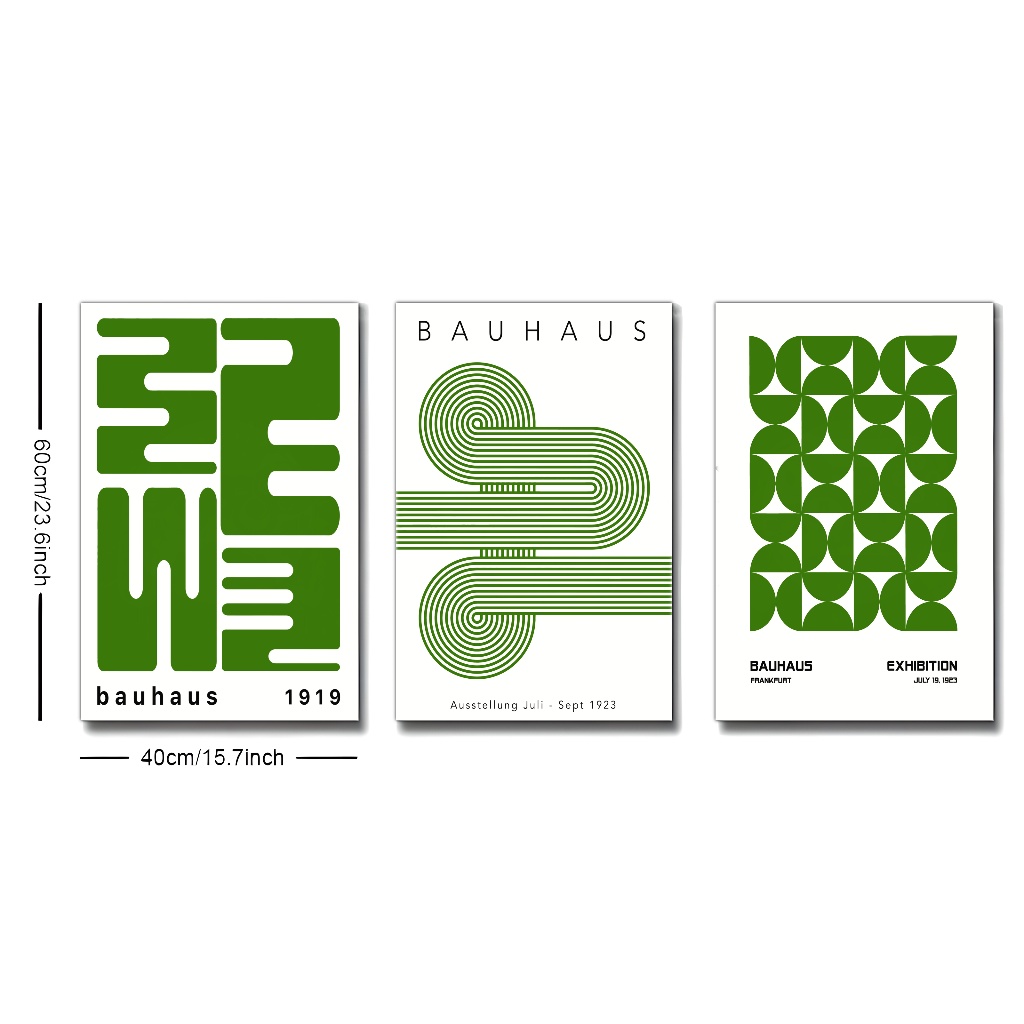 60cm/23.6inch
bauhaus 1919
40cm/15.7inch
BAUHAUS
Ausstellung Juli - Sept 1923
BAUHAUS EXHIBITION
FRANKFURT JULY 19, 1923